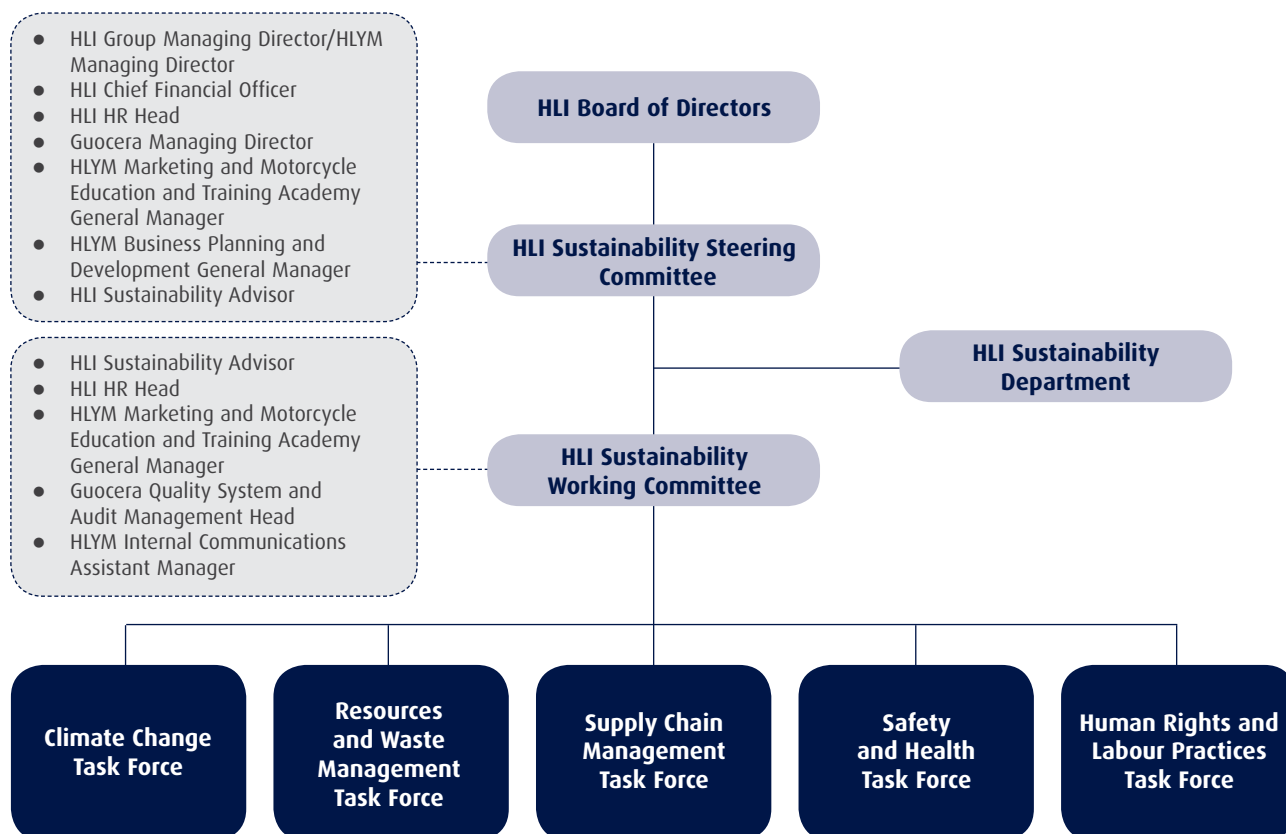 ● HLI Group Managing Director/HLYM
Managing Director
● HLI Chief Financial Officer
● HLI HR Head
● Guocera Managing Director
● HLYM Marketing and Motorcycle
Education and Training Academy
General Manager
● HLYM Business Planning and
Development General Manager
● HLI Sustainability Advisor
HLI Board of Directors
HLI Sustainability Steering
Committee
HLI Sustainability
Department
● HLI Sustainability Advisor
● HLI HR Head
● HLYM Marketing and Motorcycle
Education and Training Academy
General Manager
● Guocera Quality System and
Audit Management Head
● HLYM Internal Communications
Assistant Manager
HLI Sustainability
Working Committee
Climate Change
Task Force
Resources
and Waste
Management
Task Force
Supply Chain
Management
Task Force
Safety
and Health
Task Force
Human Rights and
Labour Practices
Task Force